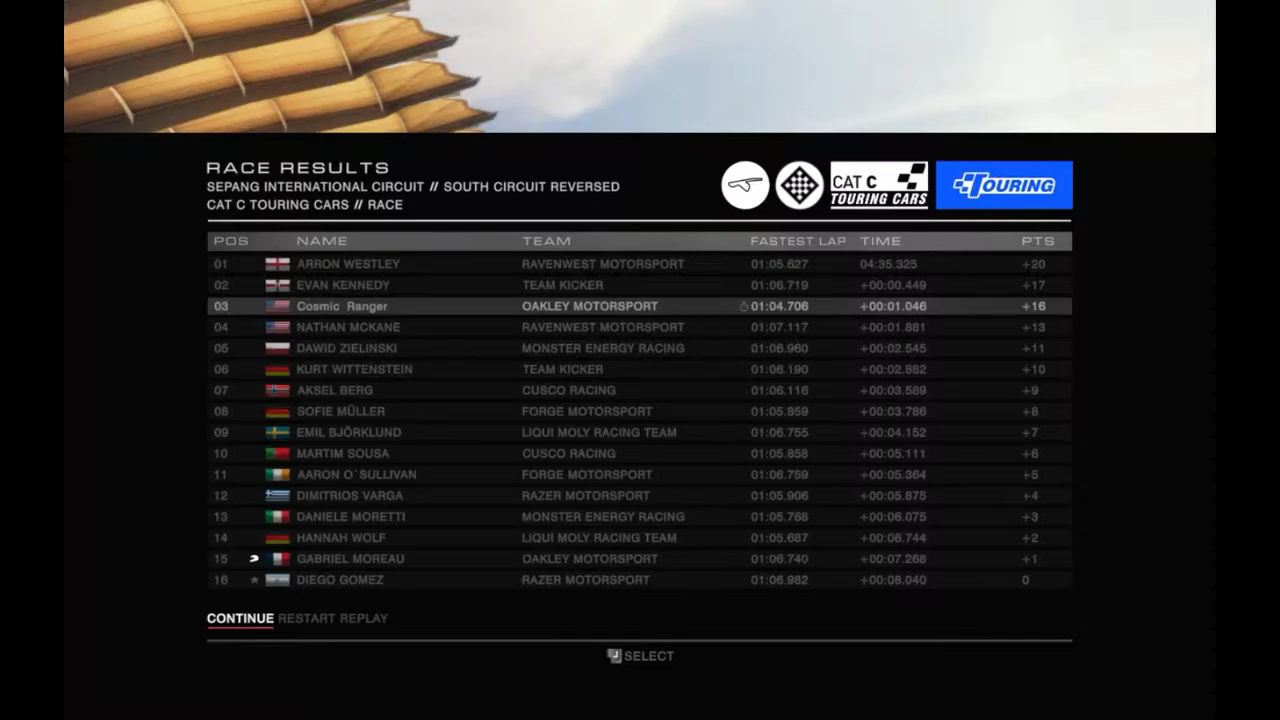 RACE RESULTS
SEPANG INTERNATIONAL CIRCUIT // SOUTH CIRCUIT REVERSED
CAT C TOURING CARS // RACE
CAT C
TOURING CARS
TOURING
POS NAME TEAM FASTEST LAP TIME PTS
01 ARRON WESTLEY RAVENWEST MOTORSPORT 01:05.627 04:35.325 +20
02 EVAN KENNEDY TEAM KICKER 01:06.719 +00:00.449 +17
03 Cosmic Ranger OAKLEY MOTORSPORT 01:04.706 +00:01.046 +16
04 NATHAN MCKANE RAVENWEST MOTORSPORT 01:07.117 +00:01.881 +13
05 DAWID ZIELINSKI MONSTER ENERGY RACING 01:06.960 +00:02.545 +11
06 KURT WITTENSTEIN TEAM KICKER 01:06.190 +00:02.882 +10
07 AKSEL BERG CUSCO RACING 01:06.116 +00:03.589 +9
08 SOFIE MÜLLER FORGE MOTORSPORT 01:05.859 +00:03.786 +8
09 EMIL BJÖRKLUND LIQUI MOLY RACING TEAM 01:06.755 +00:04.152 +7
10 MARTIM SOUSA CUSCO RACING 01:05.858 +00:05.111 +6
11 AARON O`SULLIVAN FORGE MOTORSPORT 01:06.759 +00:05.364 +5
12 DIMITRIOS VARGA RAZER MOTORSPORT 01:05.906 +00:05.875 +4
13 DANIELE MORETTI MONSTER ENERGY RACING 01:05.768 +00:06.075 +3
14 HANNAH WOLF LIQUI MOLY RACING TEAM 01:05.687 +00:06.744 +2
15 GABRIEL MOREAU OAKLEY MOTORSPORT 01:06.740 +00:07.268 +1
16 DIEGO GOMEZ RAZER MOTORSPORT 01:06.982 +00:08.040 0
CONTINUE RESTART REPLAY
SELECT